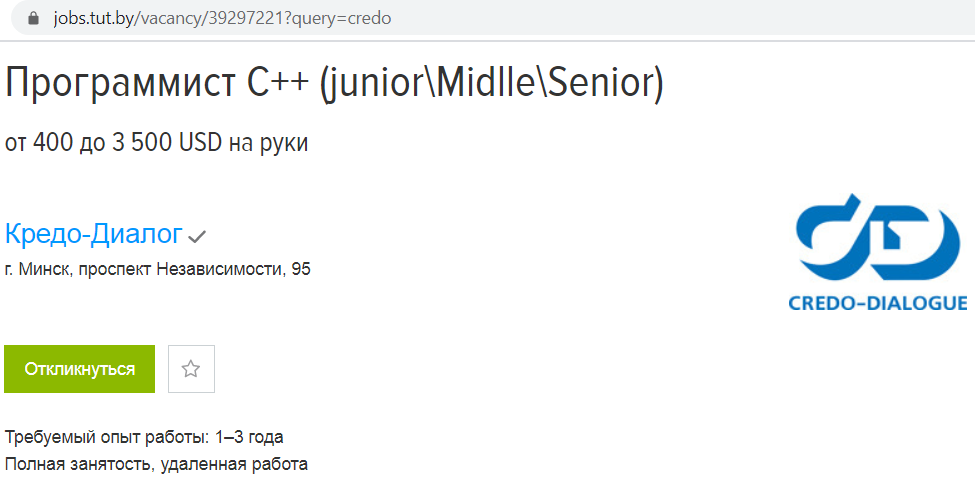 jobs.tut.by/vacancy/39297221?query=credo
Программист C++ (junior\Midlle\Senior)
от 400 до 3 500 USD на руки
Кредо-Диалог
г. Минск, проспект Независимости, 95
CREDO-DIALOGUE
Откликнуться
Требуемый опыт работы: 1–3 года
Полная занятость, удаленная работа